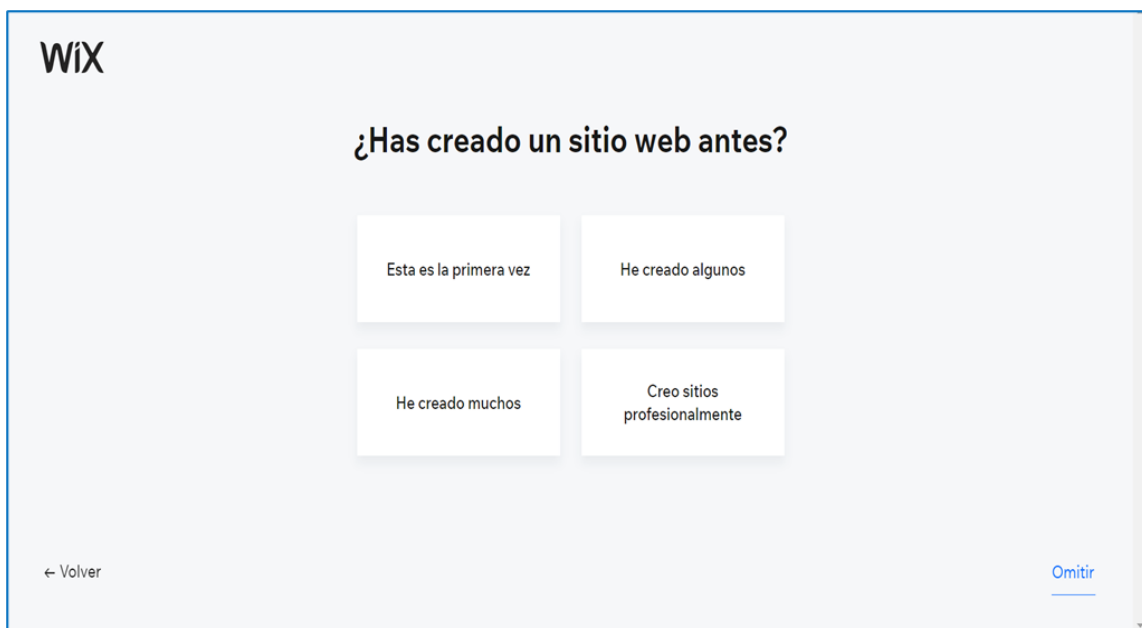 WiX
¿Has creado un sitio web antes?
Esta es la primera vez
He creado algunos
He creado muchos
Creo sitios
profesionalmente
← Volver
Omitir